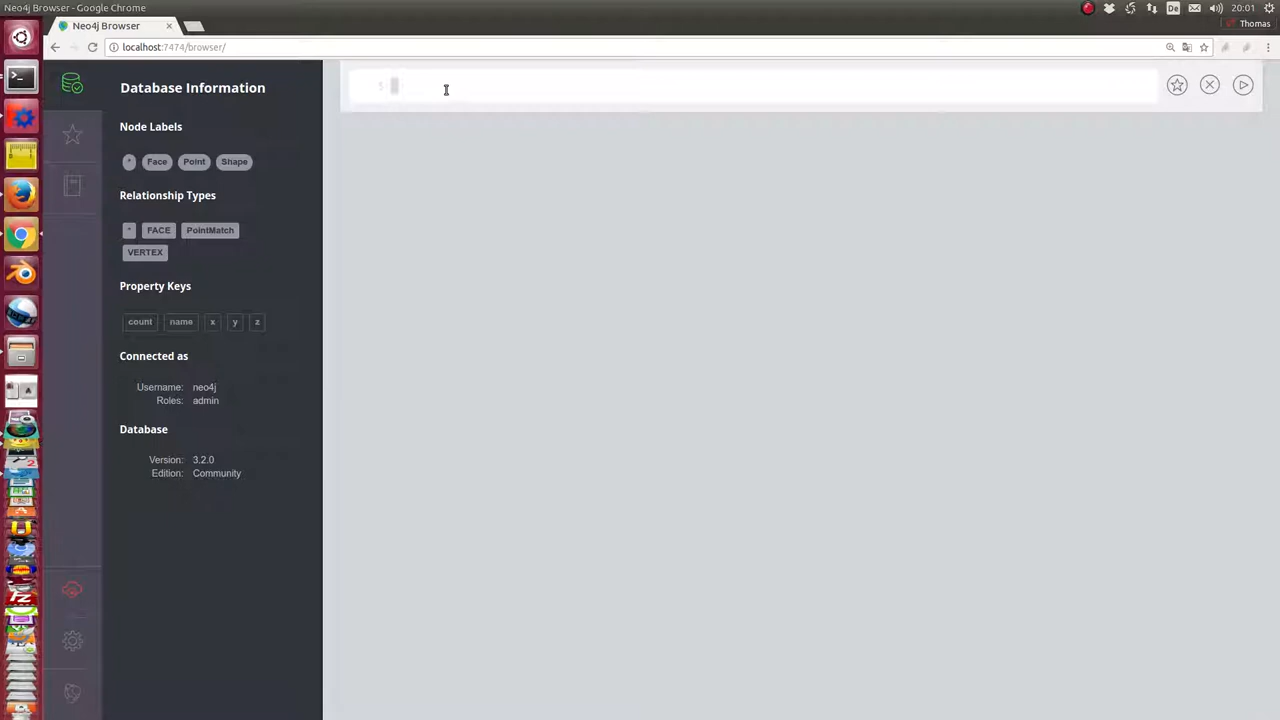 Neo4j Browser - Google Chrome
De
20:01
Neo4j Browser
Thomas
localhost:7474/browser/
Database Information
$
Node Labels
* Face Point Shape
Relationship Types
* FACE PointMatch
VERTEX
Property Keys
count name x y z
Connected as
Username: neo4j
Roles: admin
Database
Version: 3.2.0
Edition: Community